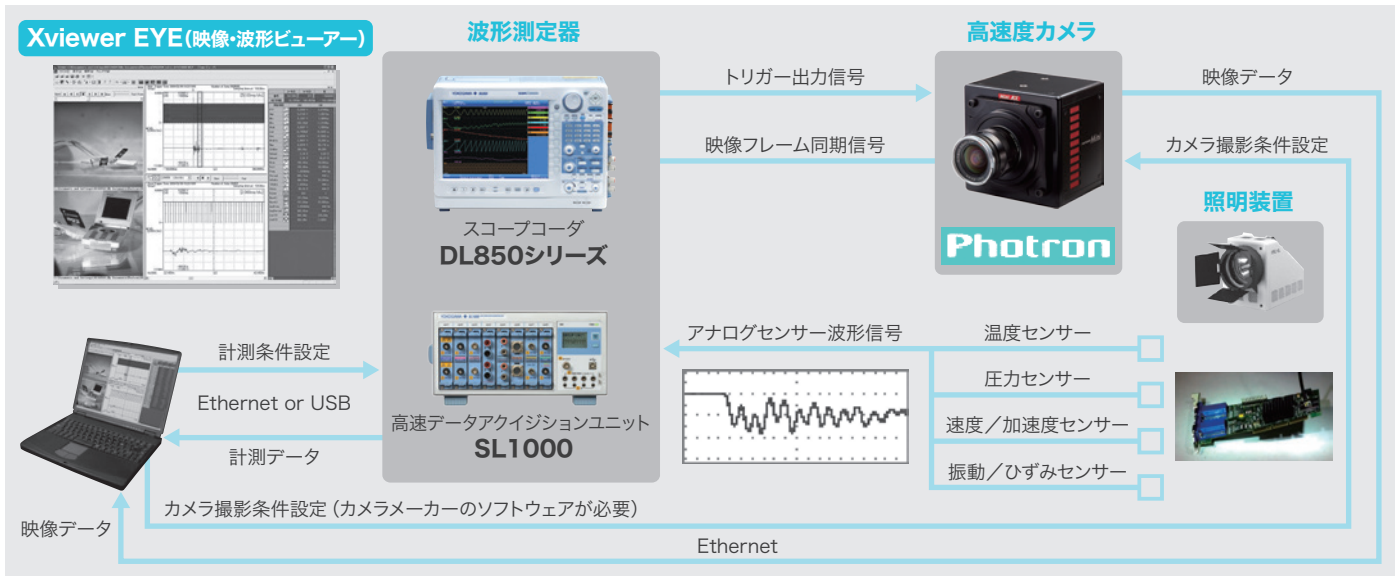 Xviewer EYE(映像・波形ビューアー)
波形測定器
高速度カメラ
トリガー出力信号
映像データ
映像フレーム同期信号
カメラ撮影条件設定
照明装置
スコープコーダ
DL850シリーズ
Photron
アナログセンサー波形信号
温度センサー
計測条件設定
圧力センサー
Ethernet or USB
高速データアクイジションユニット
SL1000
速度／加速度センサー
計測データ
振動／ひずみセンサー
カメラ撮影条件設定（カメラメーカーのソフトウェアが必要）
映像データ
Ethernet